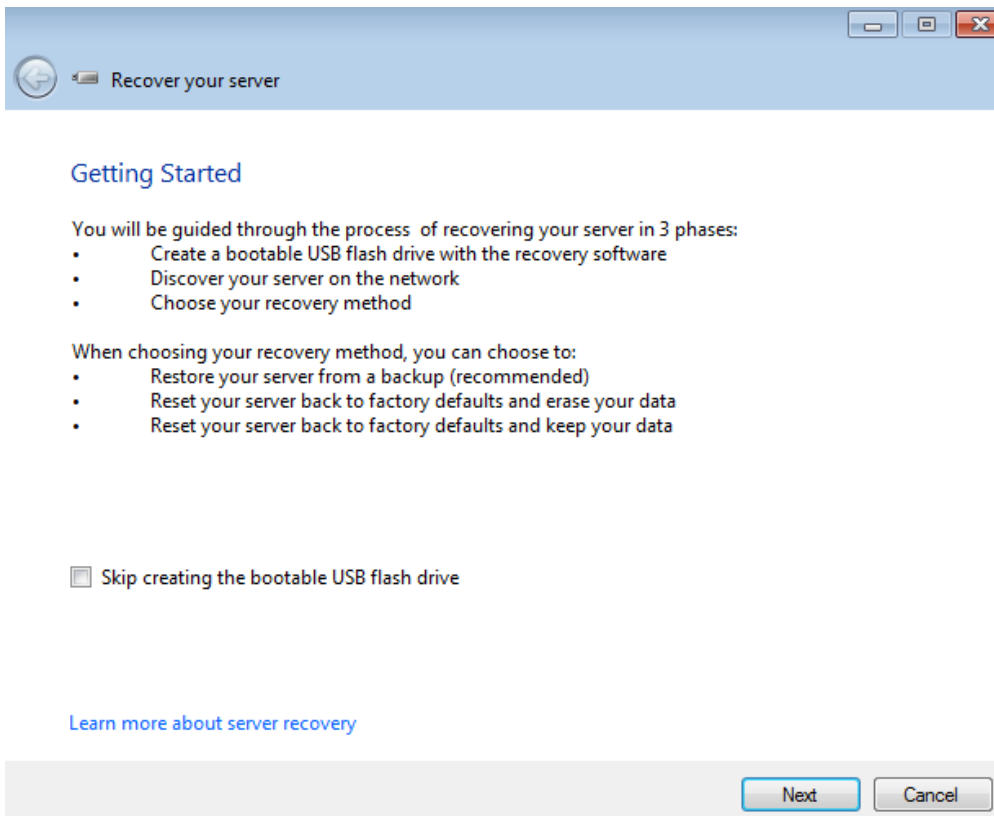 Recover your server
Getting Started
You will be guided through the process  of recovering your server in 3 phases:
• Create a bootable USB flash drive with the recovery software
• Discover your server on the network
• Choose your recovery method
When choosing your recovery method, you can choose to:
• Restore your server from a backup (recommended)
• Reset your server back to factory defaults and erase your data
• Reset your server back to factory defaults and keep your data
Skip creating the bootable USB flash drive
Learn more about server recovery
Next Cancel